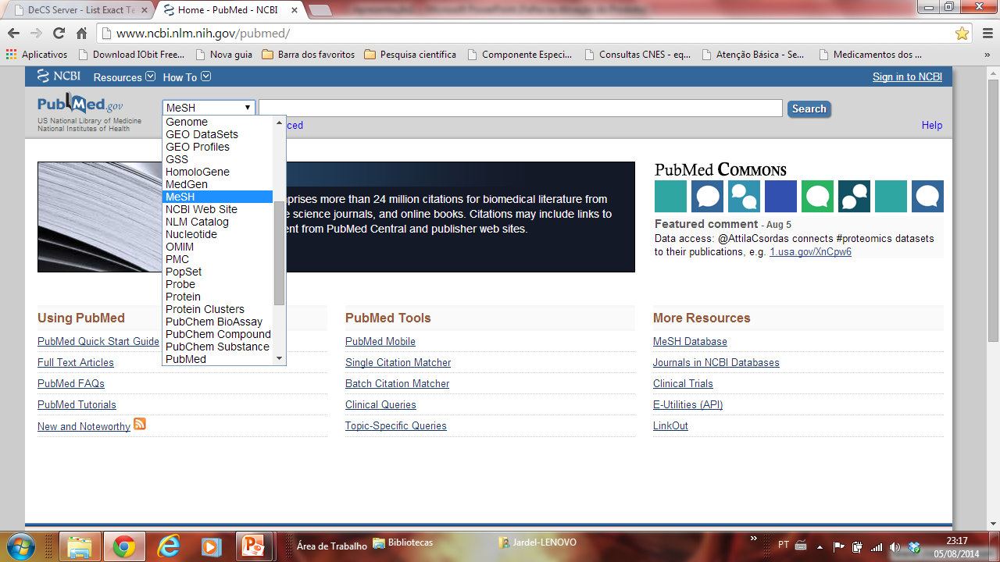 DeCS Server - List Exact Te
Home - PubMed - NCBI
www.ncbi.nlm.nih.gov/pubmed/
Aplicativos
Download IObit Free...
Nova guia
Barra dos favoritos
Pesquisa científica
Componente Especi...
Consultas CNES - eq...
Atenção Básica - Se...
Medicamentos dos ...
»
NCBI
Resources
How To
Sign in to NCBI
PubMed.gov
US National Library of Medicine
National Institutes of Health
MeSH
Search
ced
Help
Genome
GEO DataSets
GEO Profiles
GSS
HomoloGene
MedGen
MeSH
NCBI Web Site
NLM Catalog
Nucleotide
OMIM
PMC
PopSet
Probe
Protein
Protein Clusters
PubChem BioAssay
PubChem Compound
PubChem Substance
PubMed
prises more than 24 million citations for biomedical literature from
e science journals, and online books. Citations may include links to
ent from PubMed Central and publisher web sites.
PubMed Commons
Featured comment - Aug 5
Data access: @AttilaCsordas connects #proteomics datasets
to their publications, e.g. 1.usa.gov/XnCpw6
Using PubMed
PubMed Quick Start Guide
Full Text Articles
PubMed FAQs
PubMed Tutorials
New and Noteworthy
PubMed Tools
PubMed Mobile
Single Citation Matcher
Batch Citation Matcher
Clinical Queries
Topic-Specific Queries
More Resources
MeSH Database
Journals in NCBI Databases
Clinical Trials
E-Utilities (API)
LinkOut
Área de Trabalho
Bibliotecas
Jardel-LENOVO
»
PT
23:17
05/08/2014